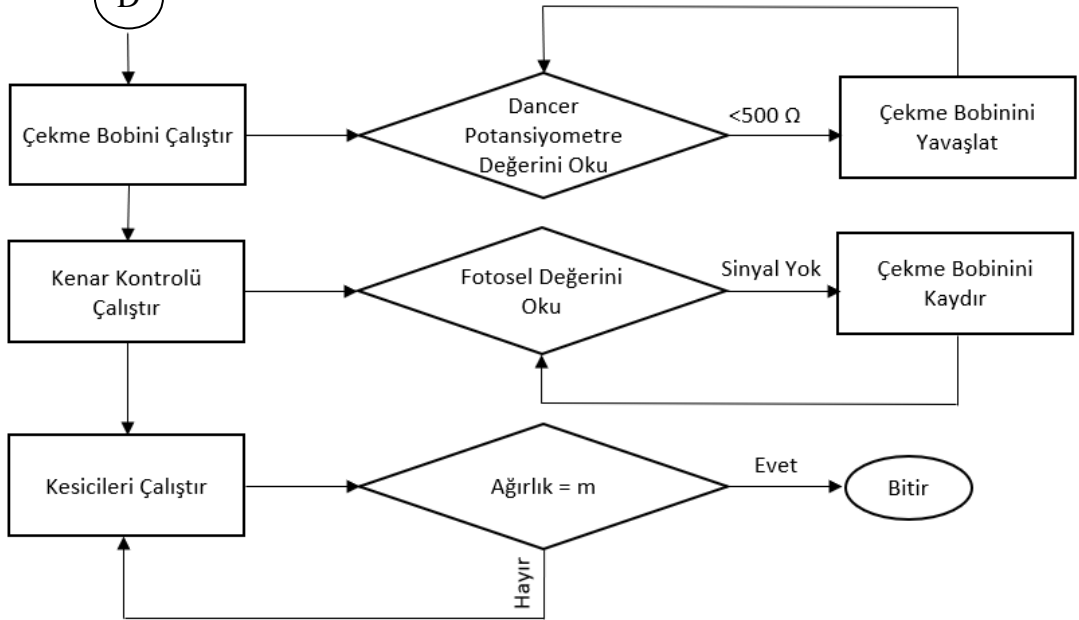 D
Çekme Bobini Çalıştır
Dancer
Potansiyometre
Değerini Oku
<500 Ω
Çekme Bobinini
Yavaşlat
Kenar Kontrolü
Çalıştır
Fotosel Değerini
Oku
Sinyal Yok
Çekme Bobinini
Kaydır
Kesicileri Çalıştır
Ağırlık = m
Evet
Bitir
Hayır